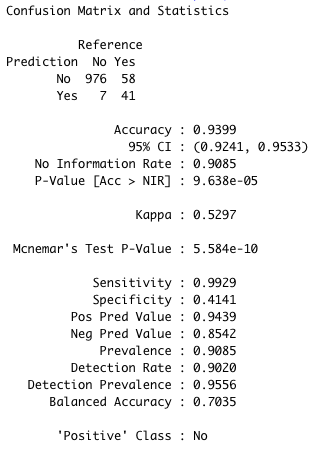 Confusion Matrix and Statistics
Reference
Prediction No Yes
No 976 58
Yes 7 41
Accuracy : 0.9399
95% CI : (0.9241, 0.9533)
No Information Rate : 0.9085
P-Value [Acc > NIR] : 9.638e-05
Kappa : 0.5297
Mcnemar's Test P-Value : 5.584e-10
Sensitivity : 0.9929
Specificity : 0.4141
Pos Pred Value : 0.9439
Neg Pred Value : 0.8542
Prevalence : 0.9085
Detection Rate : 0.9020
Detection Prevalence : 0.9556
Balanced Accuracy : 0.7035
'Positive' Class : No